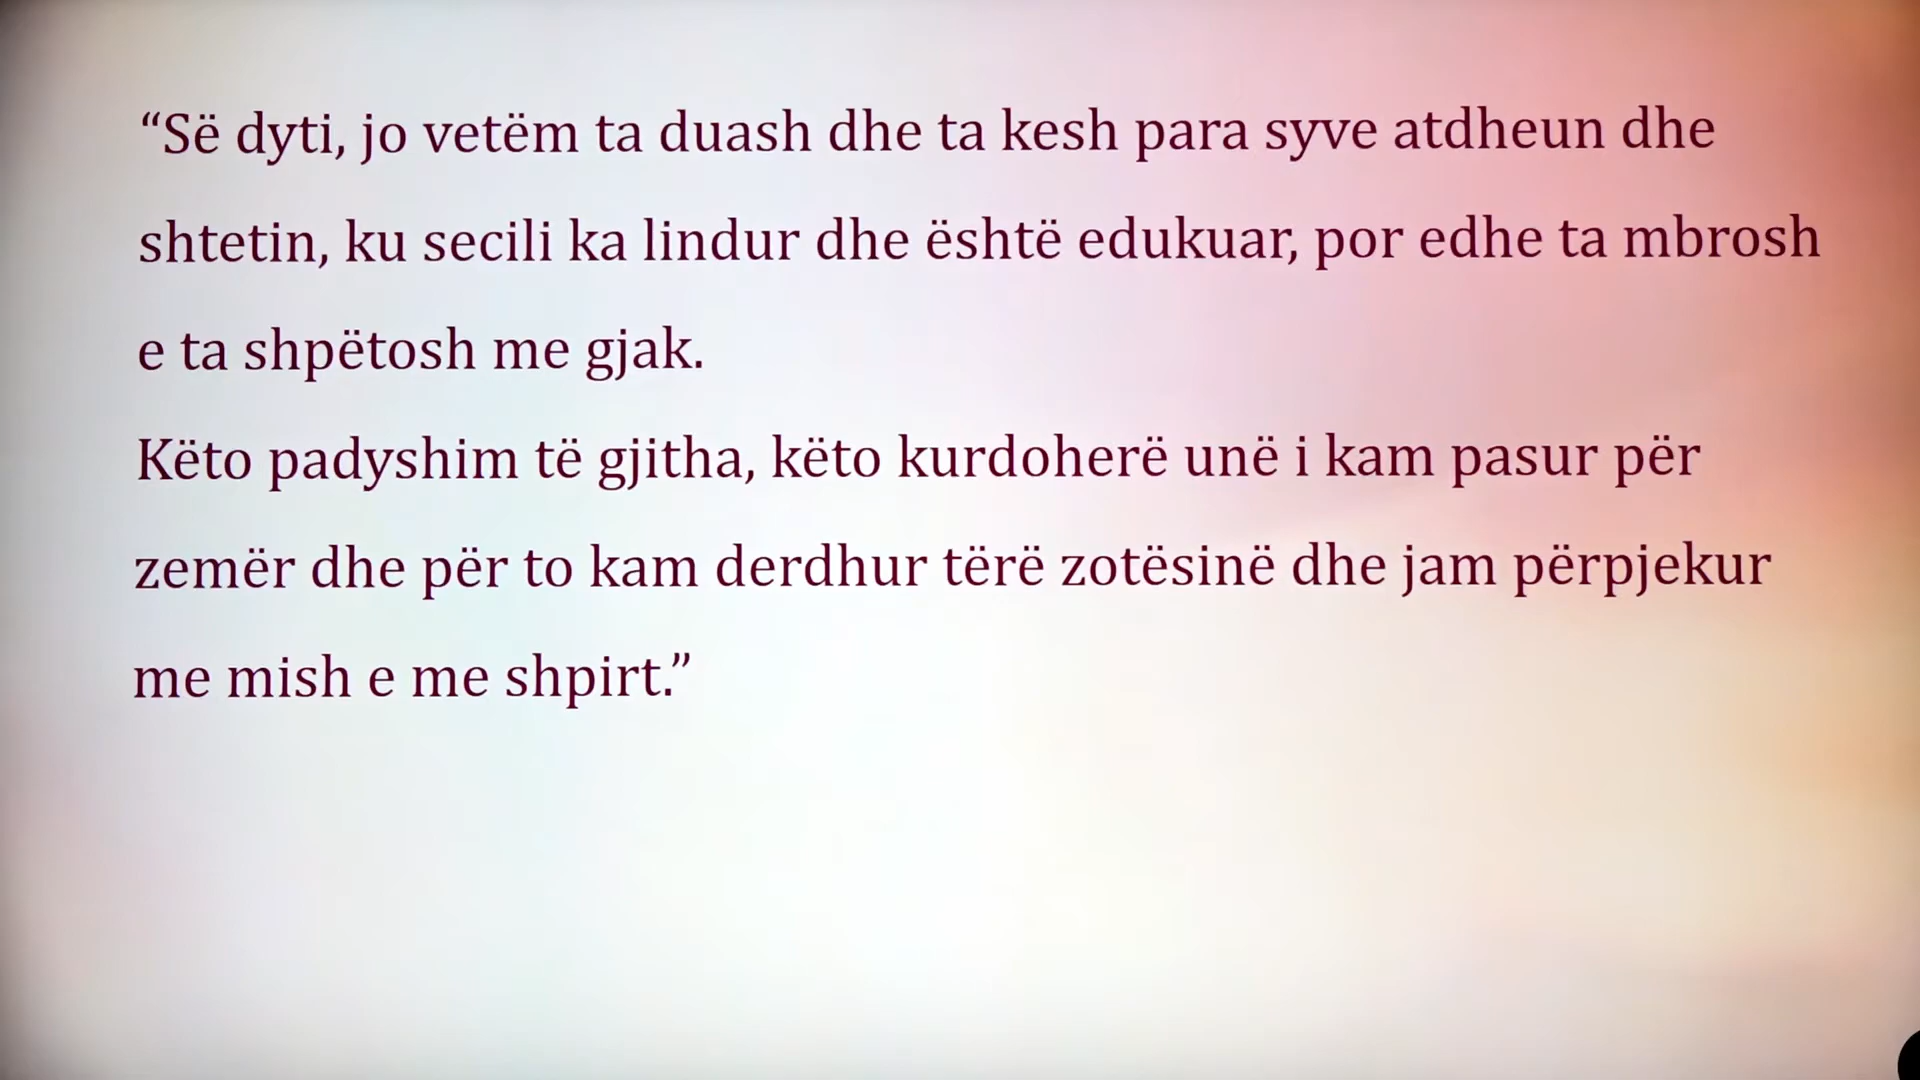 “Së dyti, jo vetëm ta duash dhe ta kesh para syve atdheun dhe
shtetin, ku secili ka lindur dhe është edukuar, por edhe ta mbrosh
e ta shpëtosh me gjak.
Këto padyshim të gjitha, këto kurdoherë unë i kam pasur për
zemër dhe për to kam derdhur tërë zotësinë dhe jam përpjekur
me mish e me shpirt.”